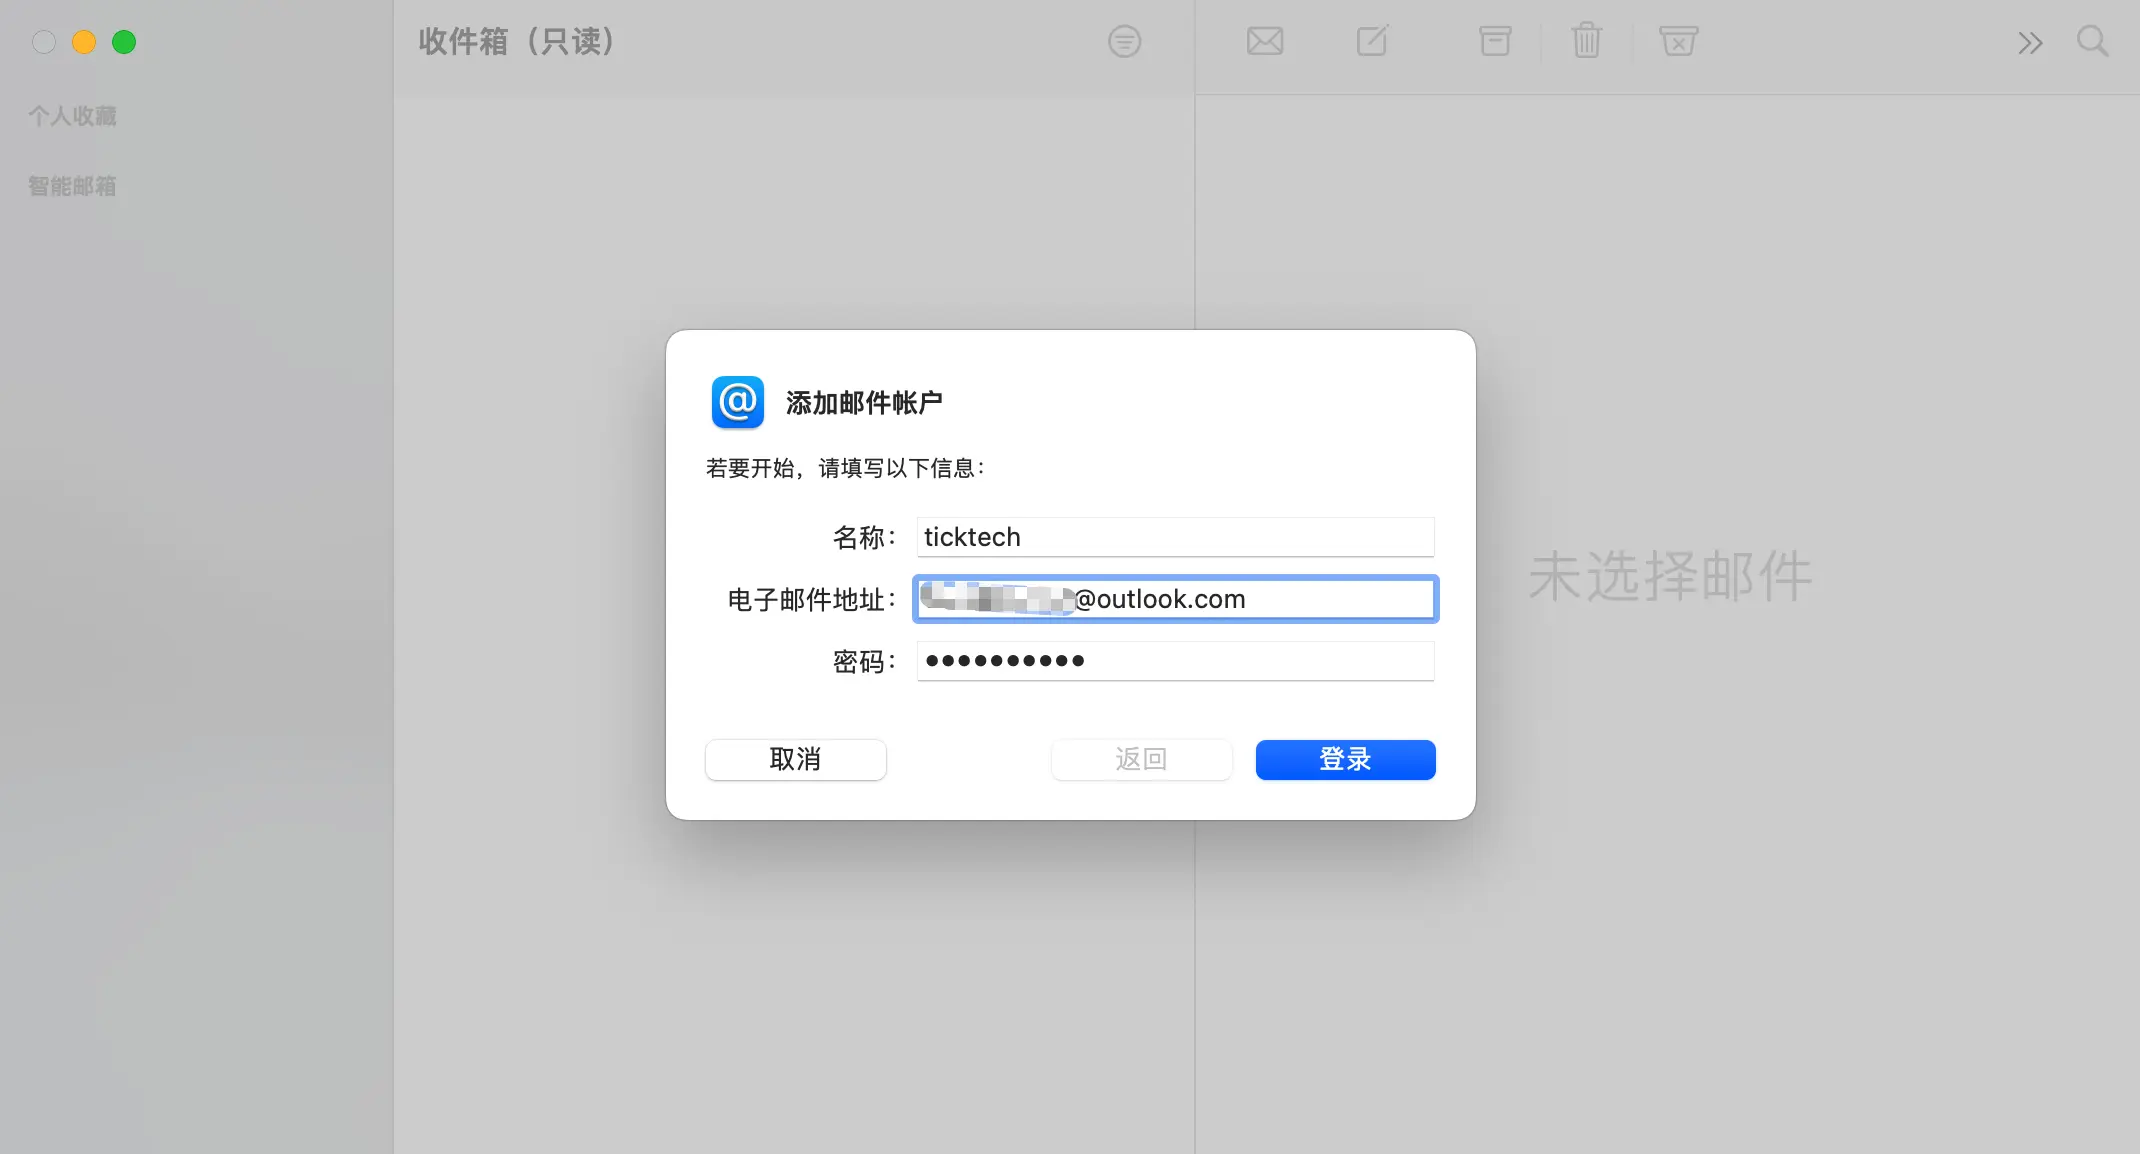 收件箱（只读）
个人收藏
智能邮箱
未选择邮件
添加邮件帐户
若要开始，请填写以下信息：
名称： ticktech
电子邮件地址： @outlook.com
密码：
取消 返回 登录